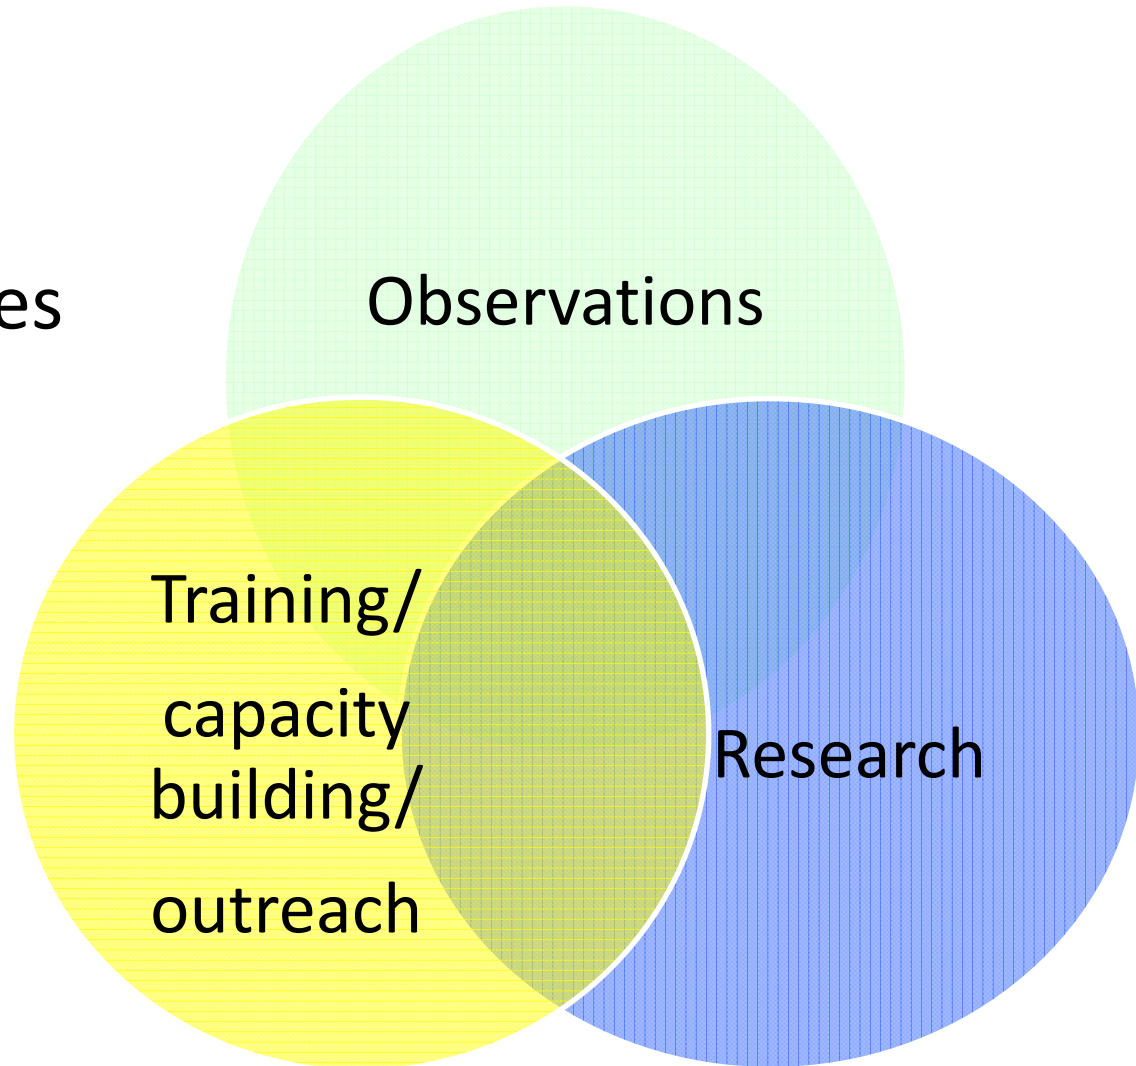 es
Observations
Training/
capacity
building/
outreach
Research